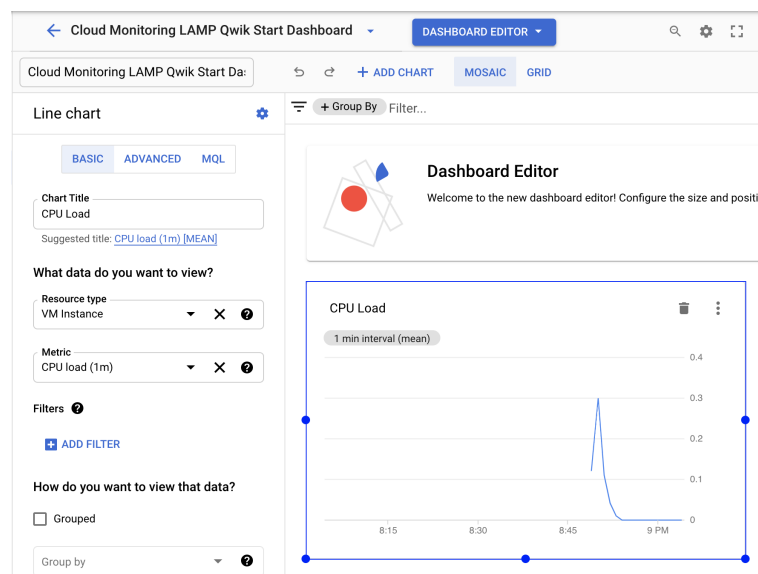 Cloud Monitoring LAMP Qwik Start Dashboard
DASHBOARD EDITOR
Cloud Monitoring LAMP Qwik Start Da
+ ADD CHART
MOSAIC
GRID
Line chart
+ Group By
Filter...
BASIC
ADVANCED
MQL
Dashboard Editor
Welcome to the new dashboard editor! Configure the size and positi
Chart Title
CPU Load
Suggested title: CPU load (1m) [MEAN]
What data do you want to view?
Resource type
VM Instance
Metric
CPU load (1m)
Filters
ADD FILTER
How do you want to view that data?
Grouped
Group by
CPU Load
1 min interval (mean)
0.4
0.3
0.2
0.1
0
8:15
8:30
8:45
9 PM